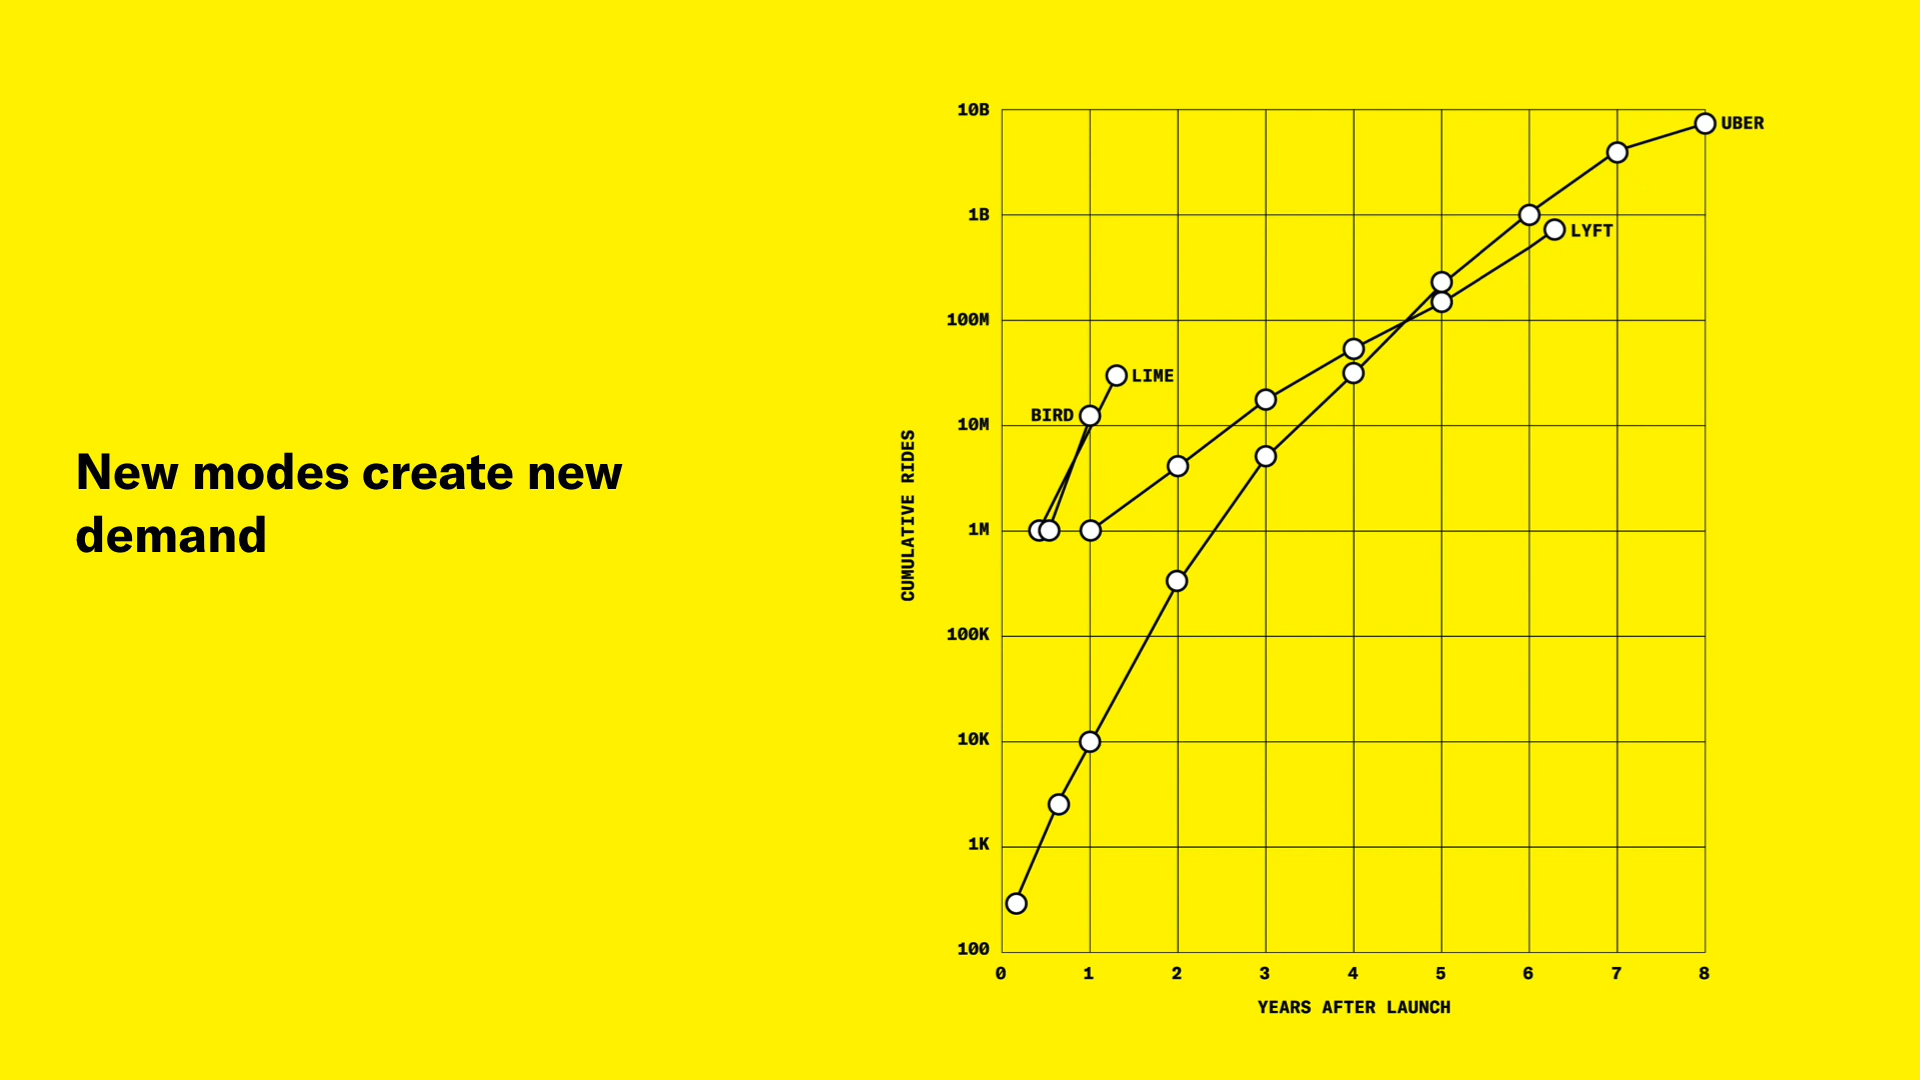 New modes create new
demand
10B
1B
100M
10M
1M
100K
10K
1K
100
CUMULATIVE RIDES
UBER
LYFT
LIME
BIRD
0 1 2 3 4 5 6 7 8
YEARS AFTER LAUNCH